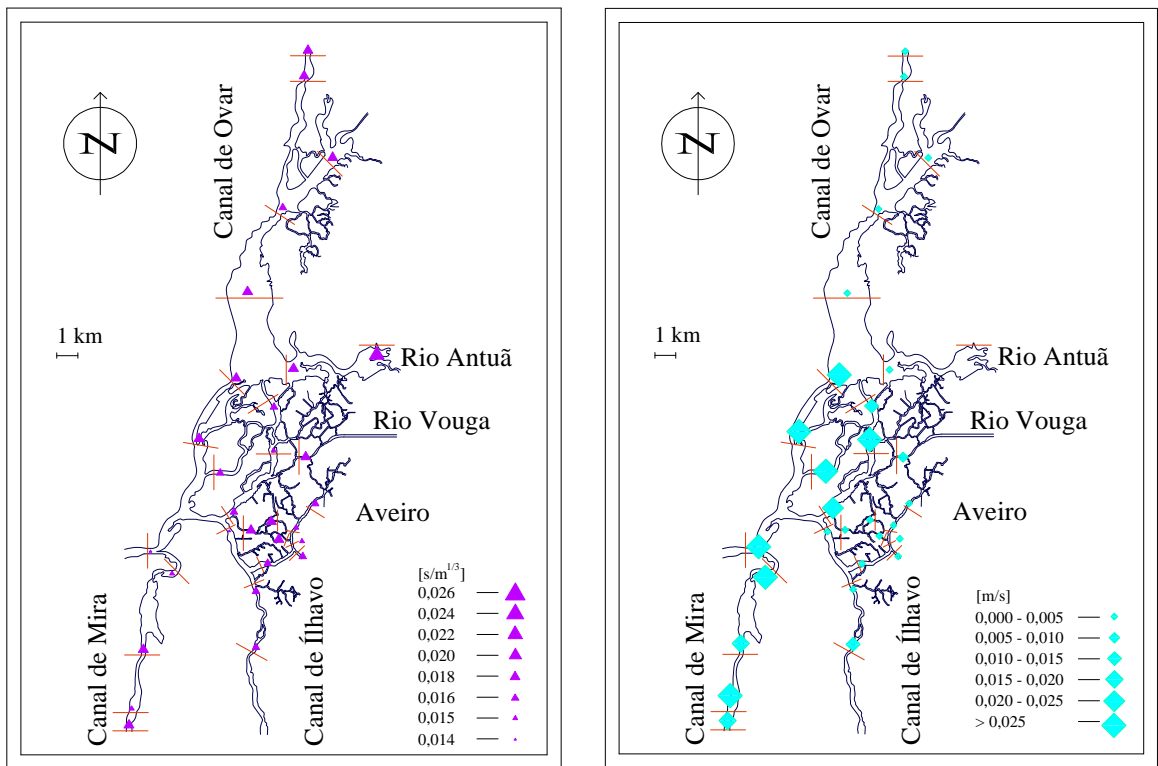 N
Canal de Ovar
1 km
Rio Antuã
Rio Vouga
Aveiro
Canal de Mira
Canal de Ílhavo
[s/m1/3]
0,026
0,024
0,022
0,020
0,018
0,016
0,015
0,014
N
Canal de Ovar
1 km
Rio Antuã
Rio Vouga
Aveiro
Canal de Mira
Canal de Ílhavo
[m/s]
0,000 - 0,005
0,005 - 0,010
0,010 - 0,015
0,015 - 0,020
0,020 - 0,025
> 0,025